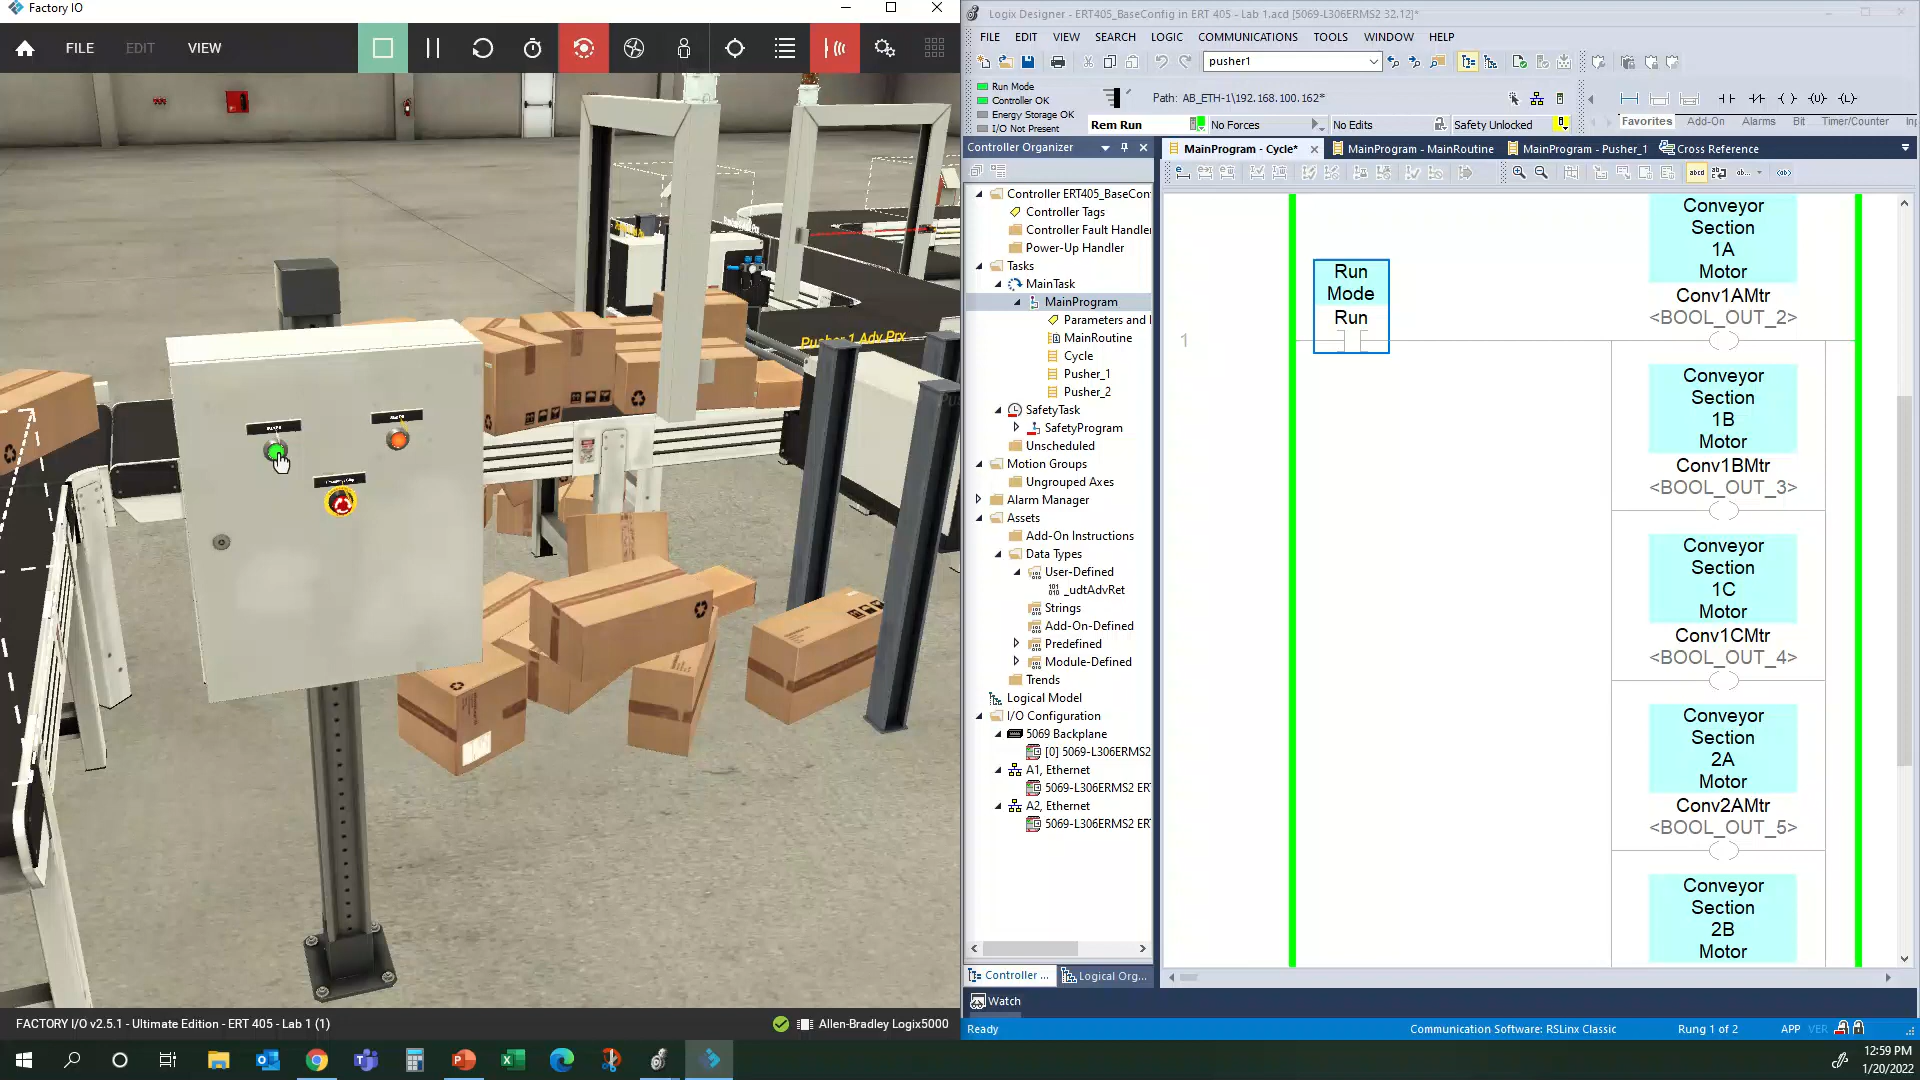 Factory IO
FILE
EDIT
VIEW
Pusher 1 Adv Prx
FACTORY I/O v2.5.1 - Ultimate Edition - ERT 405 - Lab 1 (1)
Allen-Bradley Logix5000
Logix Designer - ERT405_BaseConfig in ERT 405 - Lab 1.acd [5069-L306ERMS2 32.12]*
FILE EDIT VIEW SEARCH LOGIC COMMUNICATIONS TOOLS WINDOW HELP
pusher1
Run Mode
Controller OK
Energy Storage OK
I/O Not Present
Path: AB_ETH-1\192.168.100.162*
Rem Run
No Forces
No Edits
Safety Unlocked
Favorites Add-On Alarms Bit Timer/Counter
Controller Organizer
MainProgram - Cycle*
MainProgram - MainRoutine
MainProgram - Pusher_1
Cross Reference
Controller ERT405_BaseCon
Controller Tags
Controller Fault Handle
Power-Up Handler
Tasks
MainTask
MainProgram
Parameters and
MainRoutine
Cycle
Pusher_1
Pusher_2
SafetyTask
SafetyProgram
Unscheduled
Motion Groups
Ungrouped Axes
Alarm Manager
Assets
Add-On Instructions
Data Types
User-Defined
_udtAdvRet
Strings
Add-On-Defined
Predefined
Module-Defined
Trends
Logical Model
I/O Configuration
5069 Backplane
[0] 5069-L306ERMS2
A1, Ethernet
5069-L306ERMS2 ER
A2, Ethernet
5069-L306ERMS2 ER
Controller ...
Logical Org...
1
Run
Mode
Run
Conveyor
Section
1A
Motor
Conv1AMtr
<BOOL_OUT_2>
Conveyor
Section
1B
Motor
Conv1BMtr
<BOOL_OUT_3>
Conveyor
Section
1C
Motor
Conv1CMtr
<BOOL_OUT_4>
Conveyor
Section
2A
Motor
Conv2AMtr
<BOOL_OUT_5>
Conveyor
Section
2B
Motor
Watch
Ready
Communication Software: RSLinx Classic
Rung 1 of 2
APP
VER
12:59 PM
1/20/2022